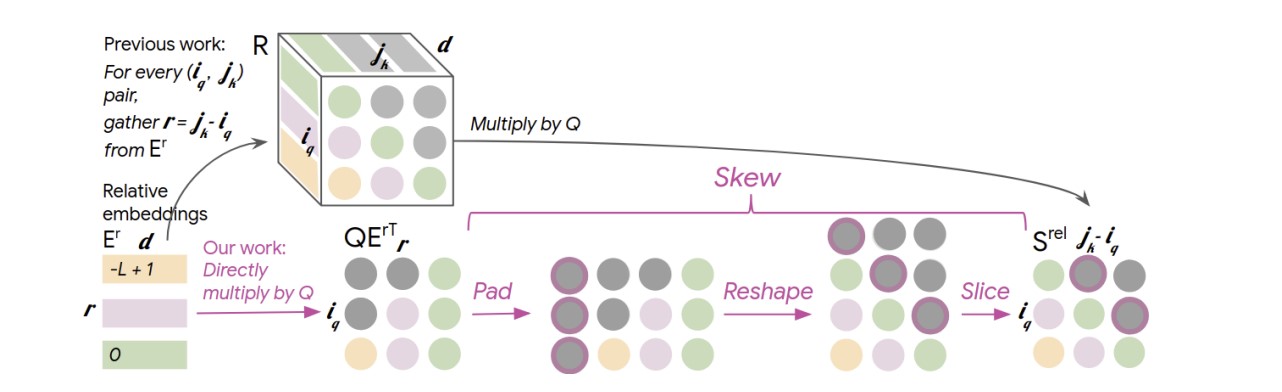 Previous work:
For every (i_q, j_k)
pair,
gather r = j_k - i_q
from E^r
R
j_k
d
i_q
Multiply by Q
Relative
embeddings
E^r d
-L + 1
r
0
Our work:
Directly
multiply by Q
QE^rT r
i_q
Skew
Pad
Reshape
Slice
S^rel j_k - i_q
i_q